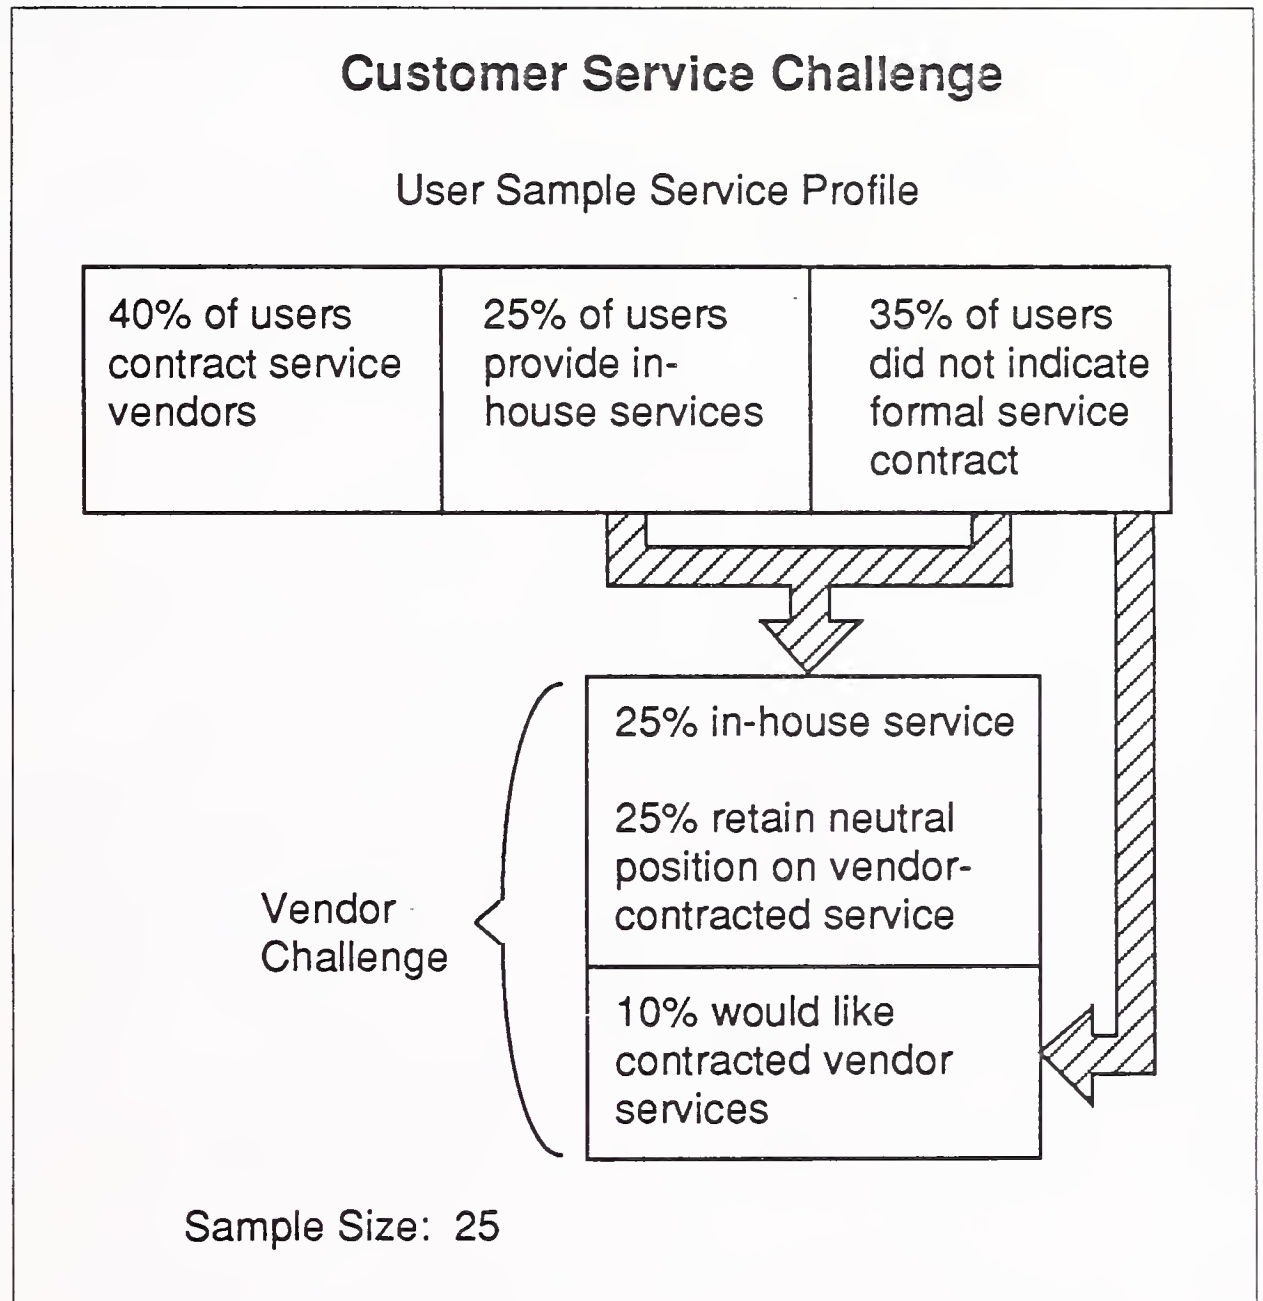 Customer Service Challenge
User Sample Service Profile
40% of users
contract service
vendors
25% of users
provide in-
house services
35% of users
did not indicate
formal service
contract
25% in-house service
25% retain neutral
position on vendor-
contracted service
Vendor
Challenge
10% would like
contracted vendor
services
Sample Size: 25